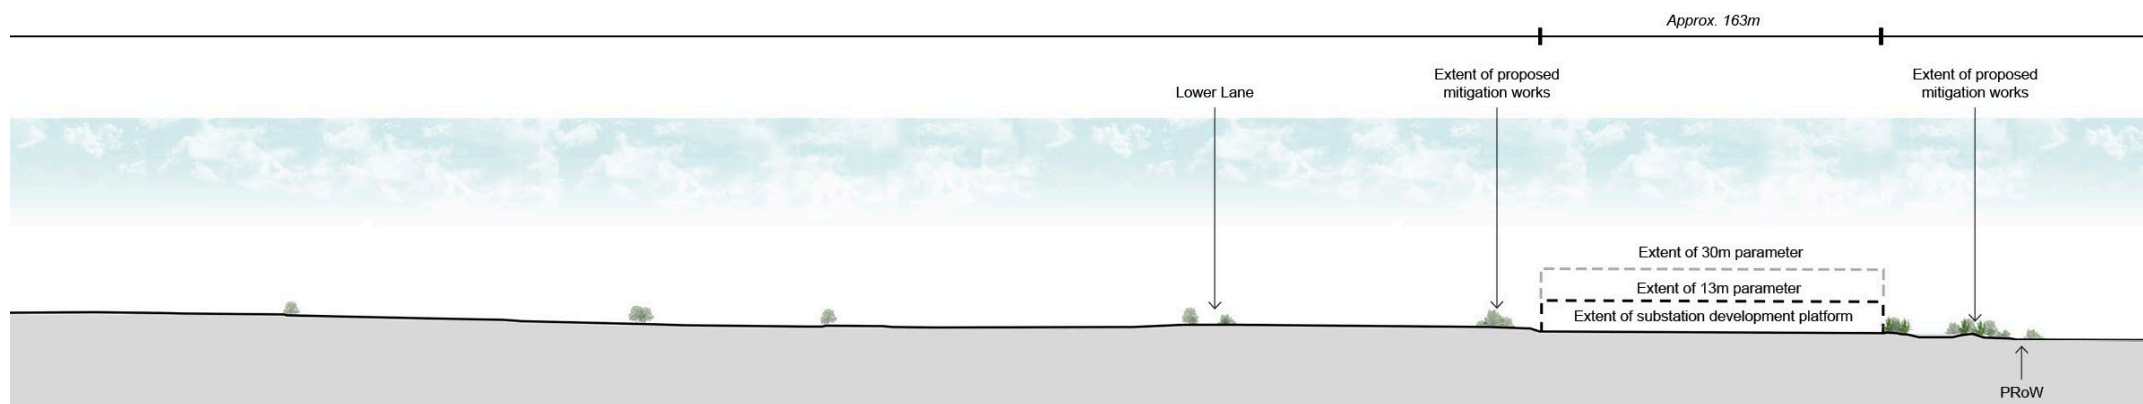 Approx. 163m
Lower Lane
Extent of proposed
mitigation works
Extent of proposed
mitigation works
Extent of 30m parameter
Extent of 13m parameter
Extent of substation development platform
PRoW